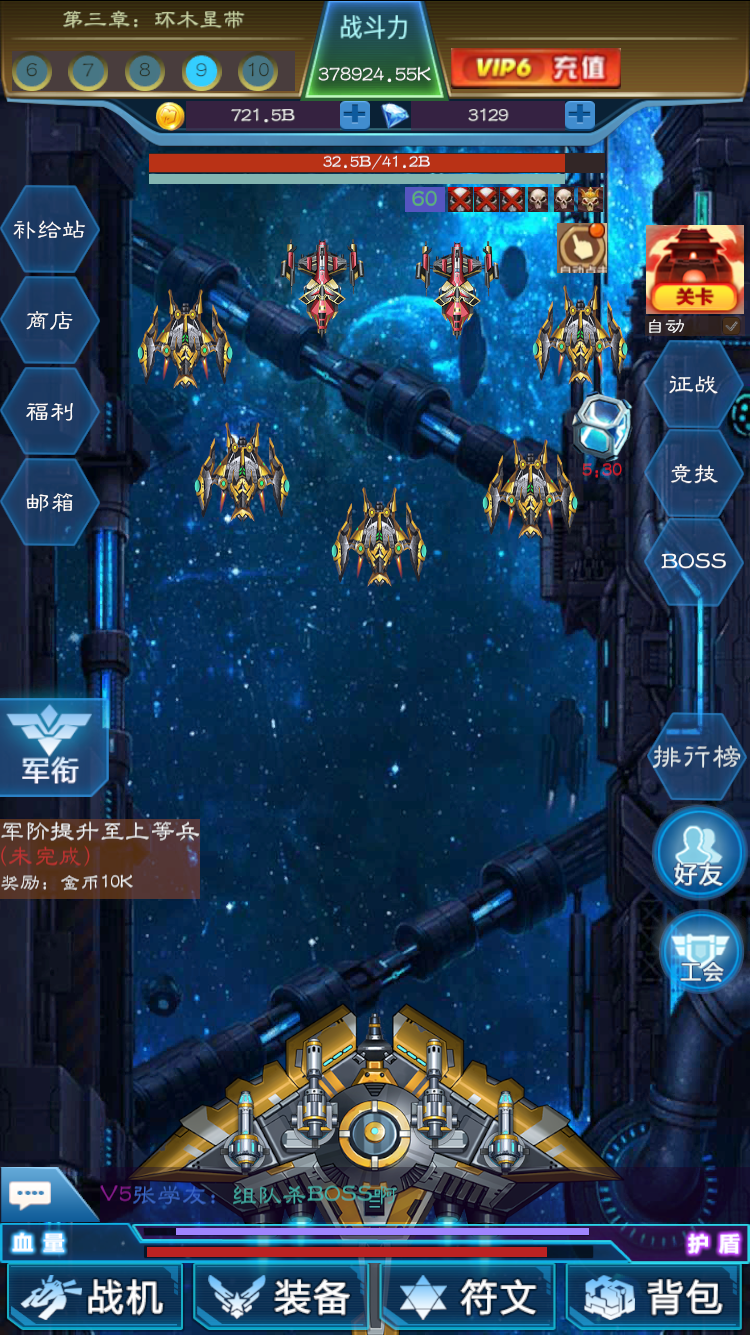 第三章：环木星带
战斗力
6 7 8 9 10
378924.55K
VIP6 充值
721.5B
3129
32.5B/41.2B
60
补给站
自动点击
关卡
自动
商店
征战
福利
5:30
竞技
邮箱
BOSS
军衔
排行榜
军阶提升至上等兵
(未完成)
奖励：金币10K
好友
工会
V5张学友：组队杀BOSS啊
血量
护盾
战机
装备
符文
背包